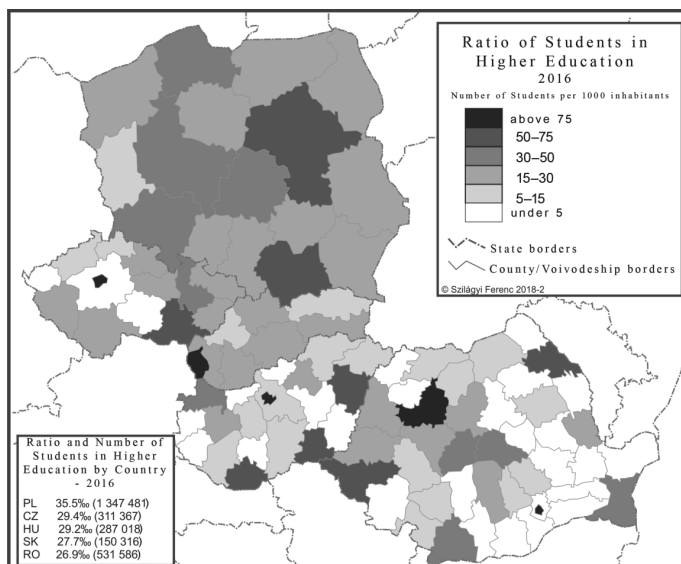 Ratio of Students in
Higher Education
2016
Number of Students per 1000 inhabitants
above 75
50-75
30-50
15-30
5-15
under 5
State borders
County/Voivodeship borders
© Szilágyi Ferenc 2018-2
Ratio and Number of
Students in Higher
Education by Country
- 2016
PL 35.5‰ (1 347 481)
CZ 29.4‰ (311 367)
HU 29.2‰ (287 018)
SK 27.7‰ (150 316)
RO 26.9‰ (531 586)